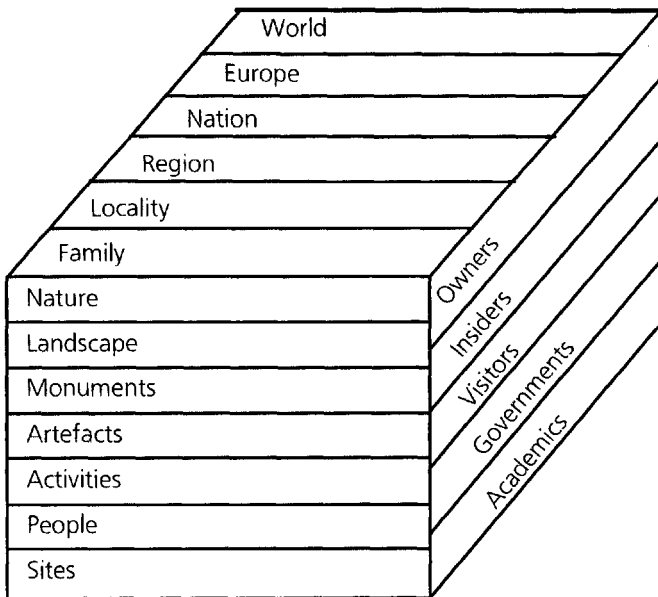 World
Europe
Nation
Region
Locality
Family
Nature
Landscape
Monuments
Artefacts
Activities
People
Sites
Owners
Insiders
Visitors
Governments
Academics